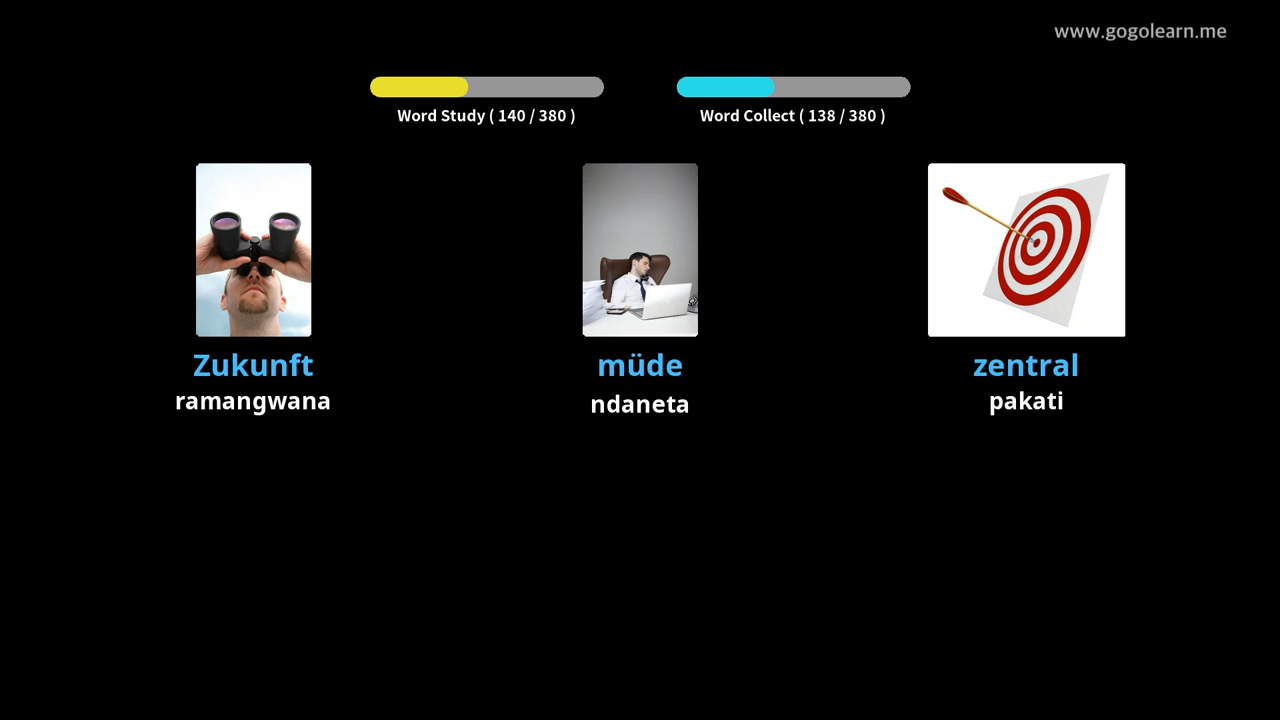 www.gogolearn.me
Word Study ( 140 / 380 )
Word Collect ( 138 / 380 )
Zukunft
ramangwana
müde
ndaneta
zentral
pakati